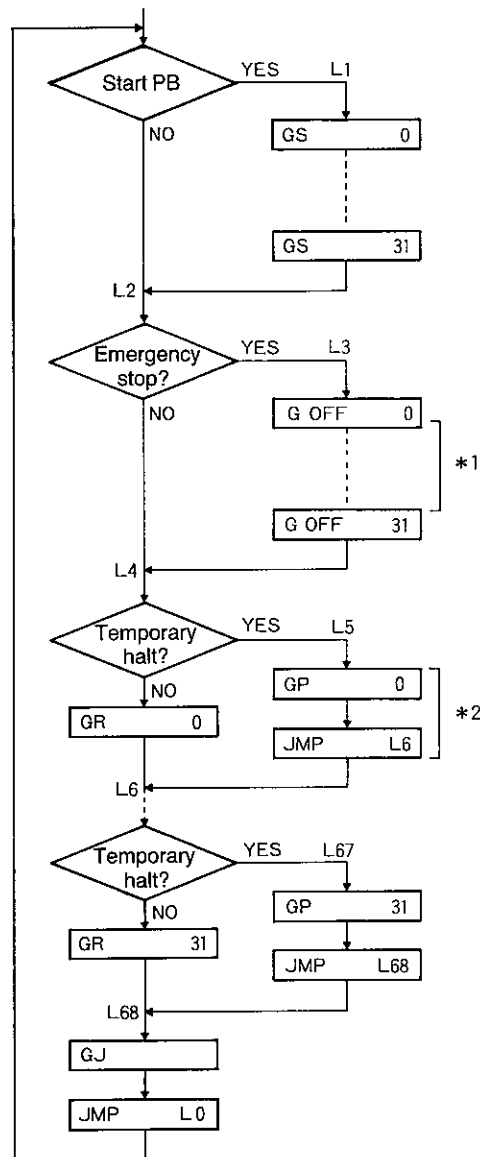 Start PB
YES L1
NO
GS 0
GS 31
L2
Emergency
stop?
YES L3
NO
G OFF 0
*1
G OFF 31
L4
Temporary
halt?
YES L5
NO
GP 0
*2
GR 0
JMP L6
L6
Temporary
halt?
YES L67
NO
GP 31
GR 31
JMP L68
L68
GJ
JMP L0